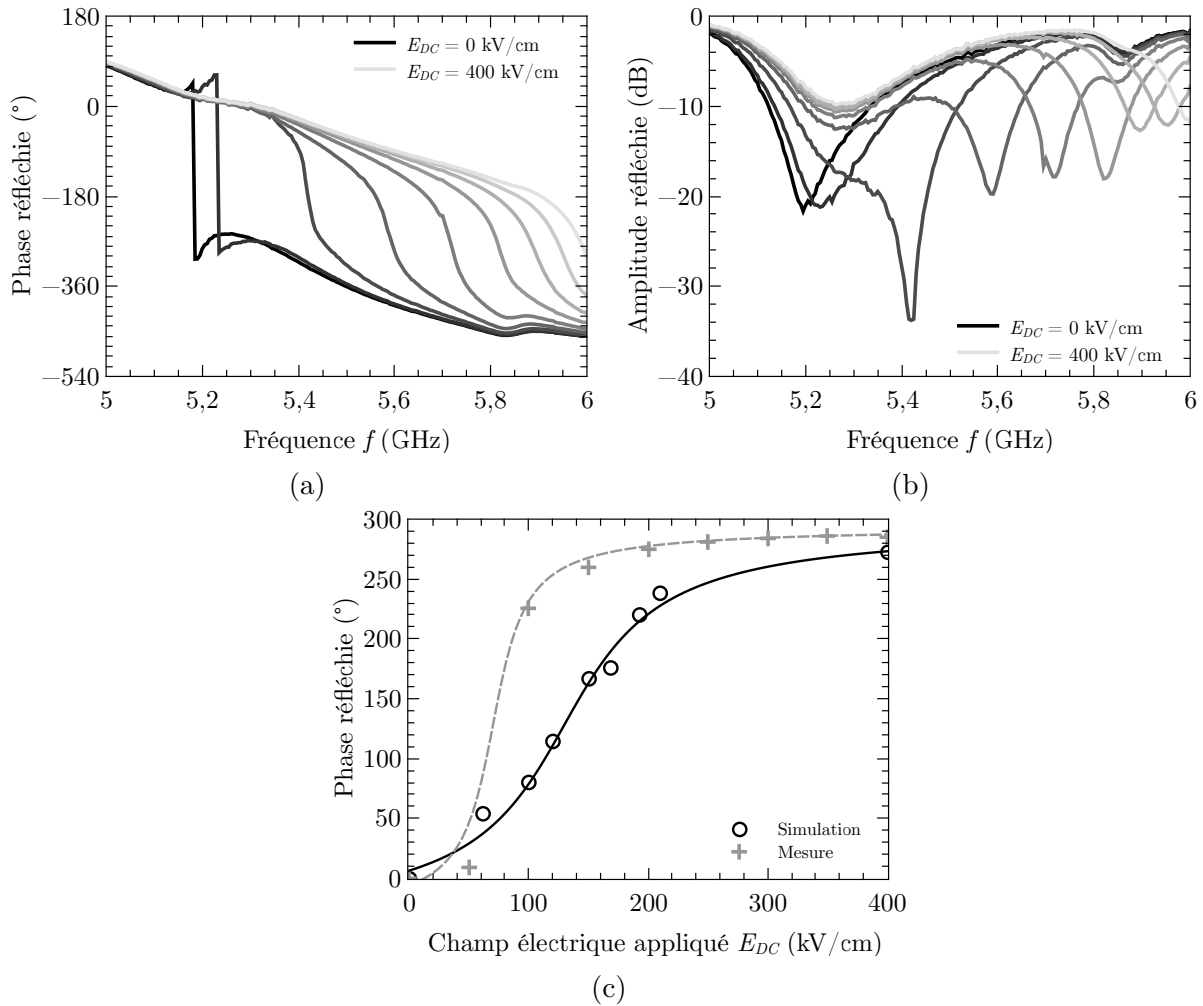 180
0
−180
−360
−540
Phase réfléchie (°)
E_DC = 0 kV/cm
E_DC = 400 kV/cm
5
5,2
5,4
5,6
5,8
6
Fréquence f (GHz)
(a)
0
−10
−20
−30
−40
Amplitude réfléchie (dB)
E_DC = 0 kV/cm
E_DC = 400 kV/cm
5
5,2
5,4
5,6
5,8
6
Fréquence f (GHz)
(b)
300
250
200
150
100
50
0
Phase réfléchie (°)
Simulation
Mesure
0
100
200
300
400
Champ électrique appliqué E_DC (kV/cm)
(c)